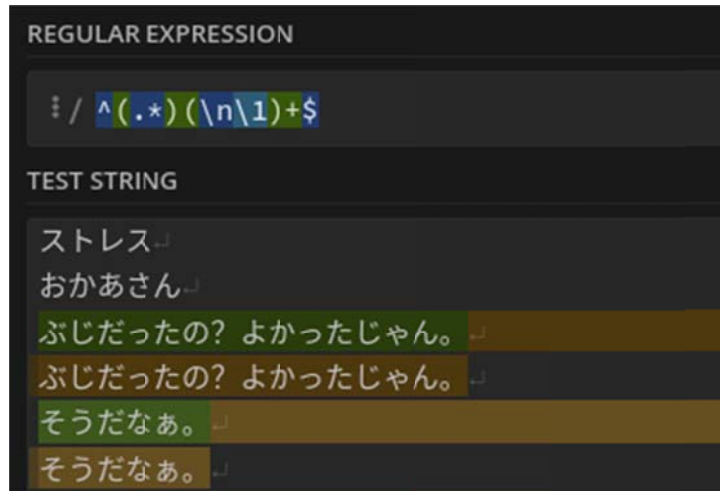 REGULAR EXPRESSION
⋮ / ^(.*)(\n\1)+$
TEST STRING
ストレス↵
おかあさん↵
ぶじだったの? よかったじゃん。↵
ぶじだったの? よかったじゃん。↵
そうだなぁ。↵
そうだなぁ。↵